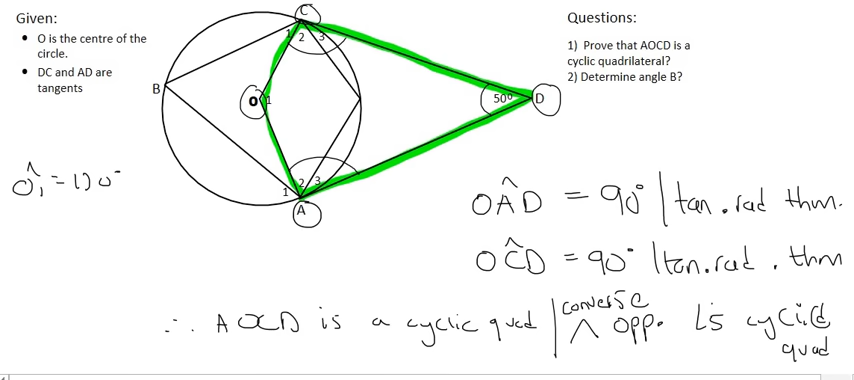 Given:
• O is the centre of the
circle.
• DC and AD are
tangents
Questions:
1) Prove that AOCD is a
cyclic quadrilateral?
2) Determine angle B?
C
1 2 3
B
O 1
50° D
2 3
1
A
Ô₁ = 130°
OÂD = 90° | tan. rad thm.
OĈD = 90° | tan. rad. thm
∴ AOCD is a cyclic quad | converse
^ opp. ∠s cyclic
quad